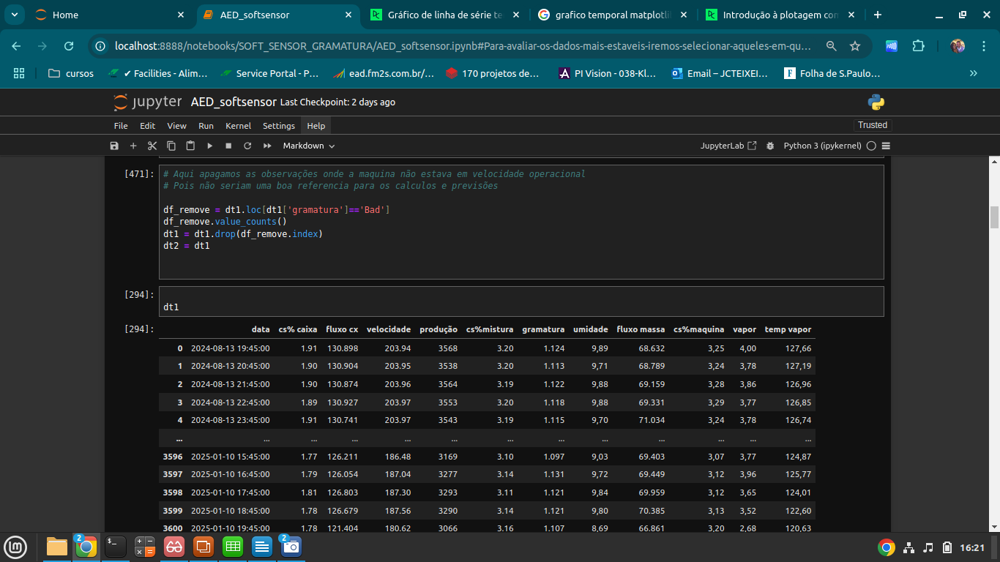 Home
AED_softsensor
Gráfico de linha de série te
grafico temporal matplotli
Introdução à plotagem con
localhost:8888/notebooks/SOFT_SENSOR_GRAMATURA/AED_softsensor.ipynb#Para-avaliar-os-dados-mais-estaveis-iremos-selecionar-aqueles-em-qu...
cursos
✔ Facilities - Alim...
Service Portal - P...
ead.fm2s.com.br/...
170 projetos de...
PI Vision - 038-Kl...
Email – JCTEIXEI...
Folha de S.Paulo...
jupyter AED_softsensor Last Checkpoint: 2 days ago
File Edit View Run Kernel Settings Help
Trusted
Markdown
JupyterLab
Python 3 (ipykernel)
[471]:
# Aqui apagamos as observações onde a maquina não estava em velocidade operacional
# Pois não seriam uma boa referencia para os calculos e previsões
df_remove = dt1.loc[dt1['gramatura']=='Bad']
df_remove.value_counts()
dt1 = dt1.drop(df_remove.index)
dt2 = dt1
[294]:
dt1
[294]:
data cs% caixa fluxo cx velocidade produção cs%mistura gramatura umidade fluxo massa cs%maquina vapor temp vapor
0 2024-08-13 19:45:00 1.91 130.898 203.94 3568 3.20 1.124 9,89 68.632 3,25 4,00 127,66
1 2024-08-13 20:45:00 1.90 130.904 203.95 3538 3.20 1.113 9,71 68.789 3,24 3,78 127,19
2 2024-08-13 21:45:00 1.90 130.874 203.96 3564 3.19 1.122 9,88 69.159 3,28 3,86 126,96
3 2024-08-13 22:45:00 1.89 130.927 203.97 3553 3.20 1.118 9,88 69.331 3,29 3,77 126,85
4 2024-08-13 23:45:00 1.91 130.741 203.97 3543 3.19 1.115 9,70 71.034 3,24 3,78 126,74
... ... ... ... ... ... ... ... ... ... ... ... ...
3596 2025-01-10 15:45:00 1.77 126.211 186.48 3169 3.10 1.097 9,03 69.403 3,07 3,77 124,87
3597 2025-01-10 16:45:00 1.79 126.054 187.04 3277 3.14 1.131 9,72 69.449 3,12 3,96 125,77
3598 2025-01-10 17:45:00 1.81 126.803 187.30 3293 3.11 1.121 9,84 69.959 3,12 3,65 124,01
3599 2025-01-10 18:45:00 1.78 126.679 187.56 3290 3.14 1.121 9,80 70.385 3,13 3,52 122,60
3600 2025-01-10 19:45:00 1.78 121.404 180.62 3066 3.16 1.107 8,69 66.861 3,20 2,68 120,63
2
2
16:21